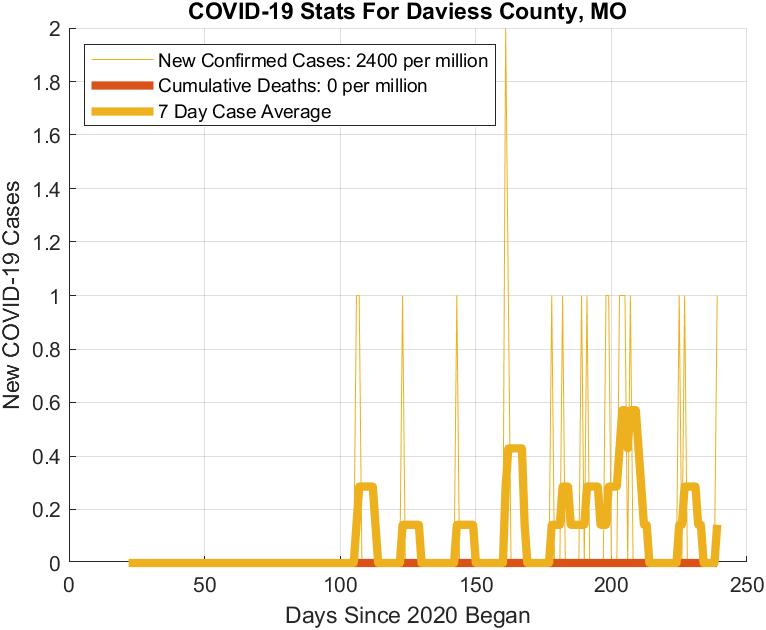 COVID-19 Stats For Daviess County, MO
New Confirmed Cases: 2400 per million
Cumulative Deaths: 0 per million
7 Day Case Average
New COVID-19 Cases
2
1.8
1.6
1.4
1.2
1
0.8
0.6
0.4
0.2
0
0 50 100 150 200 250
Days Since 2020 Began